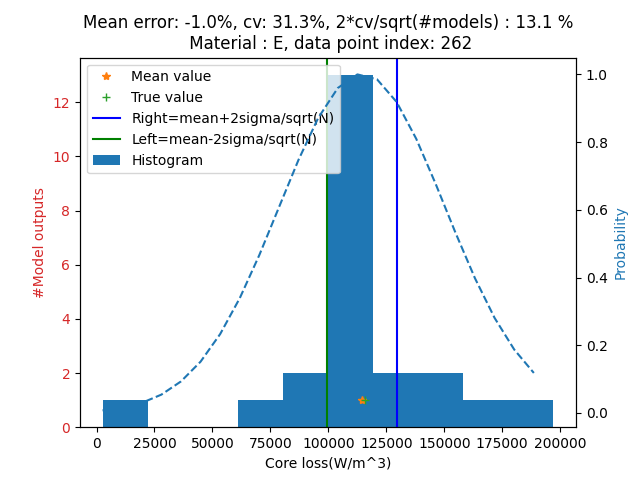 Mean error: -1.0%, cv: 31.3%, 2*cv/sqrt(#models) : 13.1 %
Material : E, data point index: 262
Mean value
True value
Right=mean+2sigma/sqrt(N)
Left=mean-2sigma/sqrt(N)
Histogram
12
10
8
6
4
2
0
#Model outputs
1.0
0.8
0.6
0.4
0.2
0.0
Probability
0 25000 50000 75000 100000 125000 150000 175000 200000
Core loss(W/m^3)